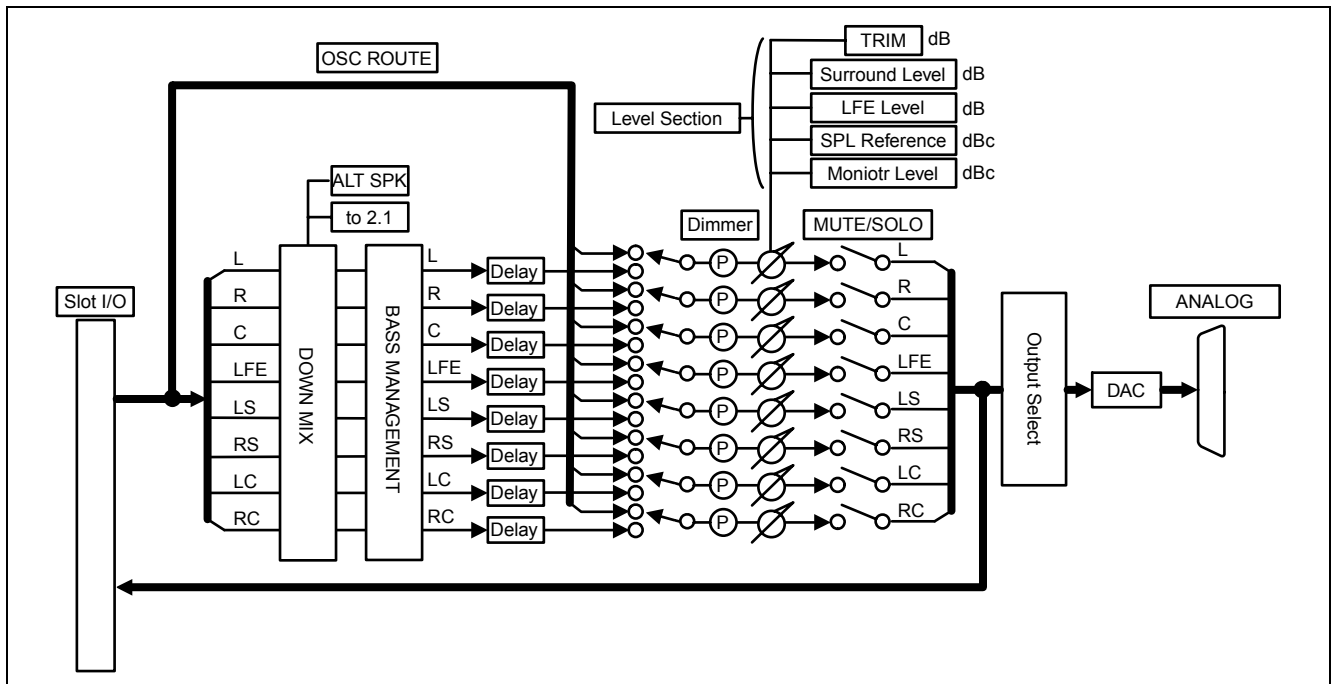 TRIM dB
OSC ROUTE
Surround Level dB
LFE Level dB
Level Section
SPL Reference dBc
Moniotr Level dBc
ALT SPK
to 2.1
Dimmer
MUTE/SOLO
Slot I/O
ANALOG
L
R
C
LFE
LS
RS
LC
RC
DOWN MIX
BASS MANAGEMENT
L
R
C
LFE
LS
RS
LC
RC
Delay
Delay
Delay
Delay
Delay
Delay
Delay
Delay
P
P
P
P
P
P
P
P
L
R
C
LFE
LS
RS
LC
RC
Output Select
DAC